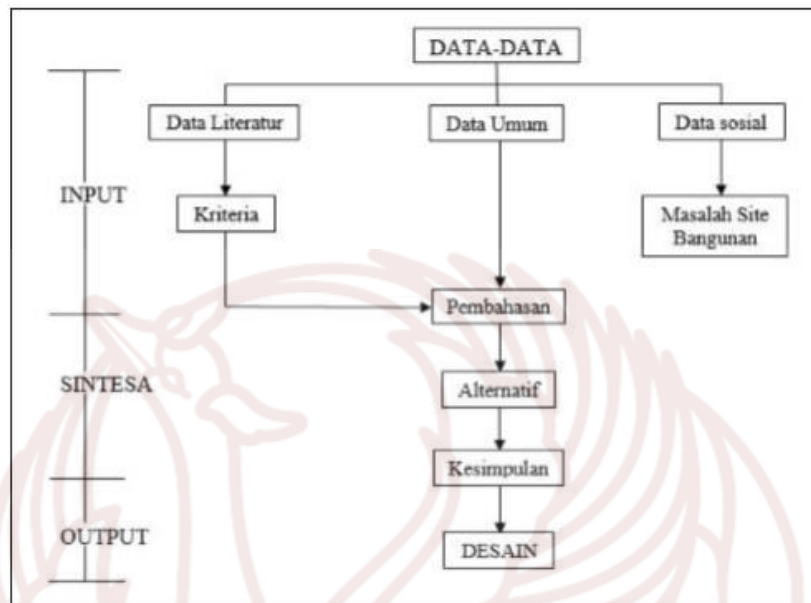 DATA-DATA
Data Literatur
Data Umum
Data sosial
INPUT
Kriteria
Masalah Site
Bangunan
Pembahasan
SINTESA
Alternatif
Kesimpulan
OUTPUT
DESAIN